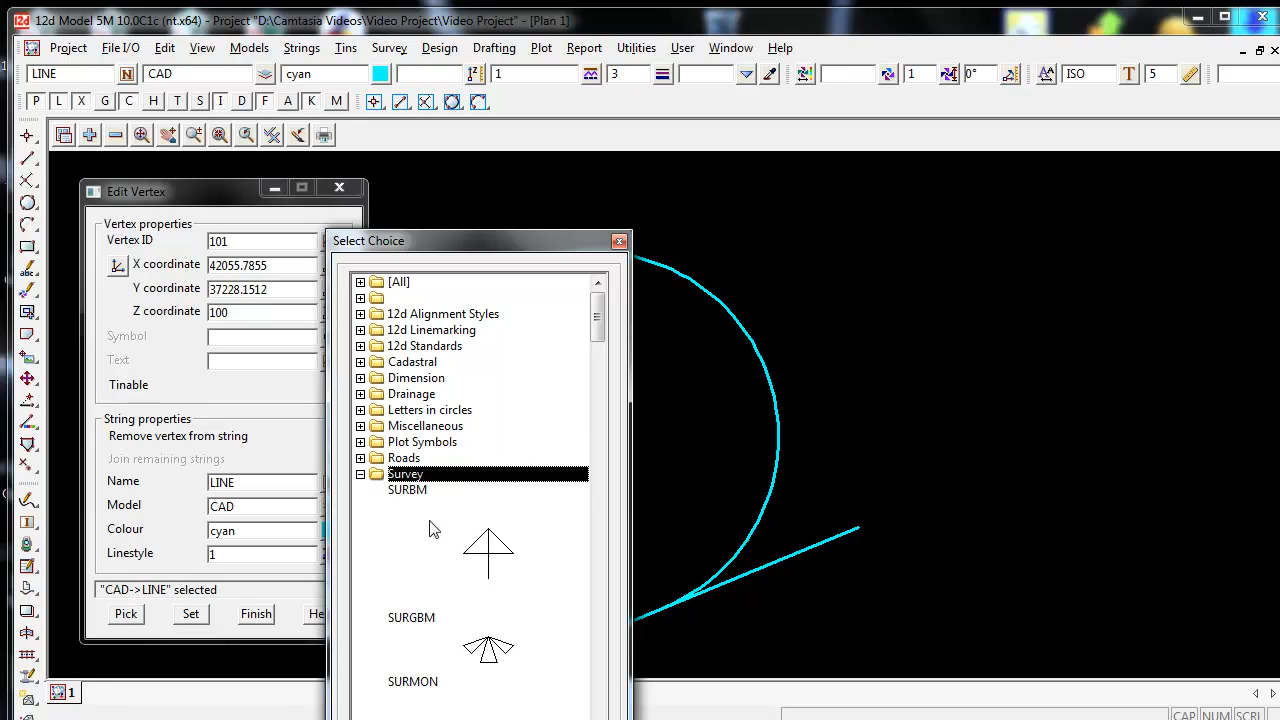 12d Model 5M 10.0C1c (nt.x64) - Project "D:\Camtasia Videos\Video Project\Video Project" - [Plan 1]
Project File I/O Edit View Models Strings Tins Survey Design Drafting Plot Report Utilities User Window Help
LINE N CAD cyan 1 3 1 0° ISO T 5
P L X G C H T S I D F A K M
Edit Vertex
Vertex properties
Vertex ID 101
X coordinate 42055.7855
Y coordinate 37228.1512
Z coordinate 100
Symbol
Text
Tinable
String properties
Remove vertex from string
Join remaining strings
Name LINE
Model CAD
Colour cyan
Linestyle 1
"CAD->LINE" selected
Pick Set Finish He
Select Choice
[All]
12d Alignment Styles
12d Linemarking
12d Standards
Cadastral
Dimension
Drainage
Letters in circles
Miscellaneous
Plot Symbols
Roads
Survey
SURBM
SURGBM
SURMON
1
CAP NUM SCRL